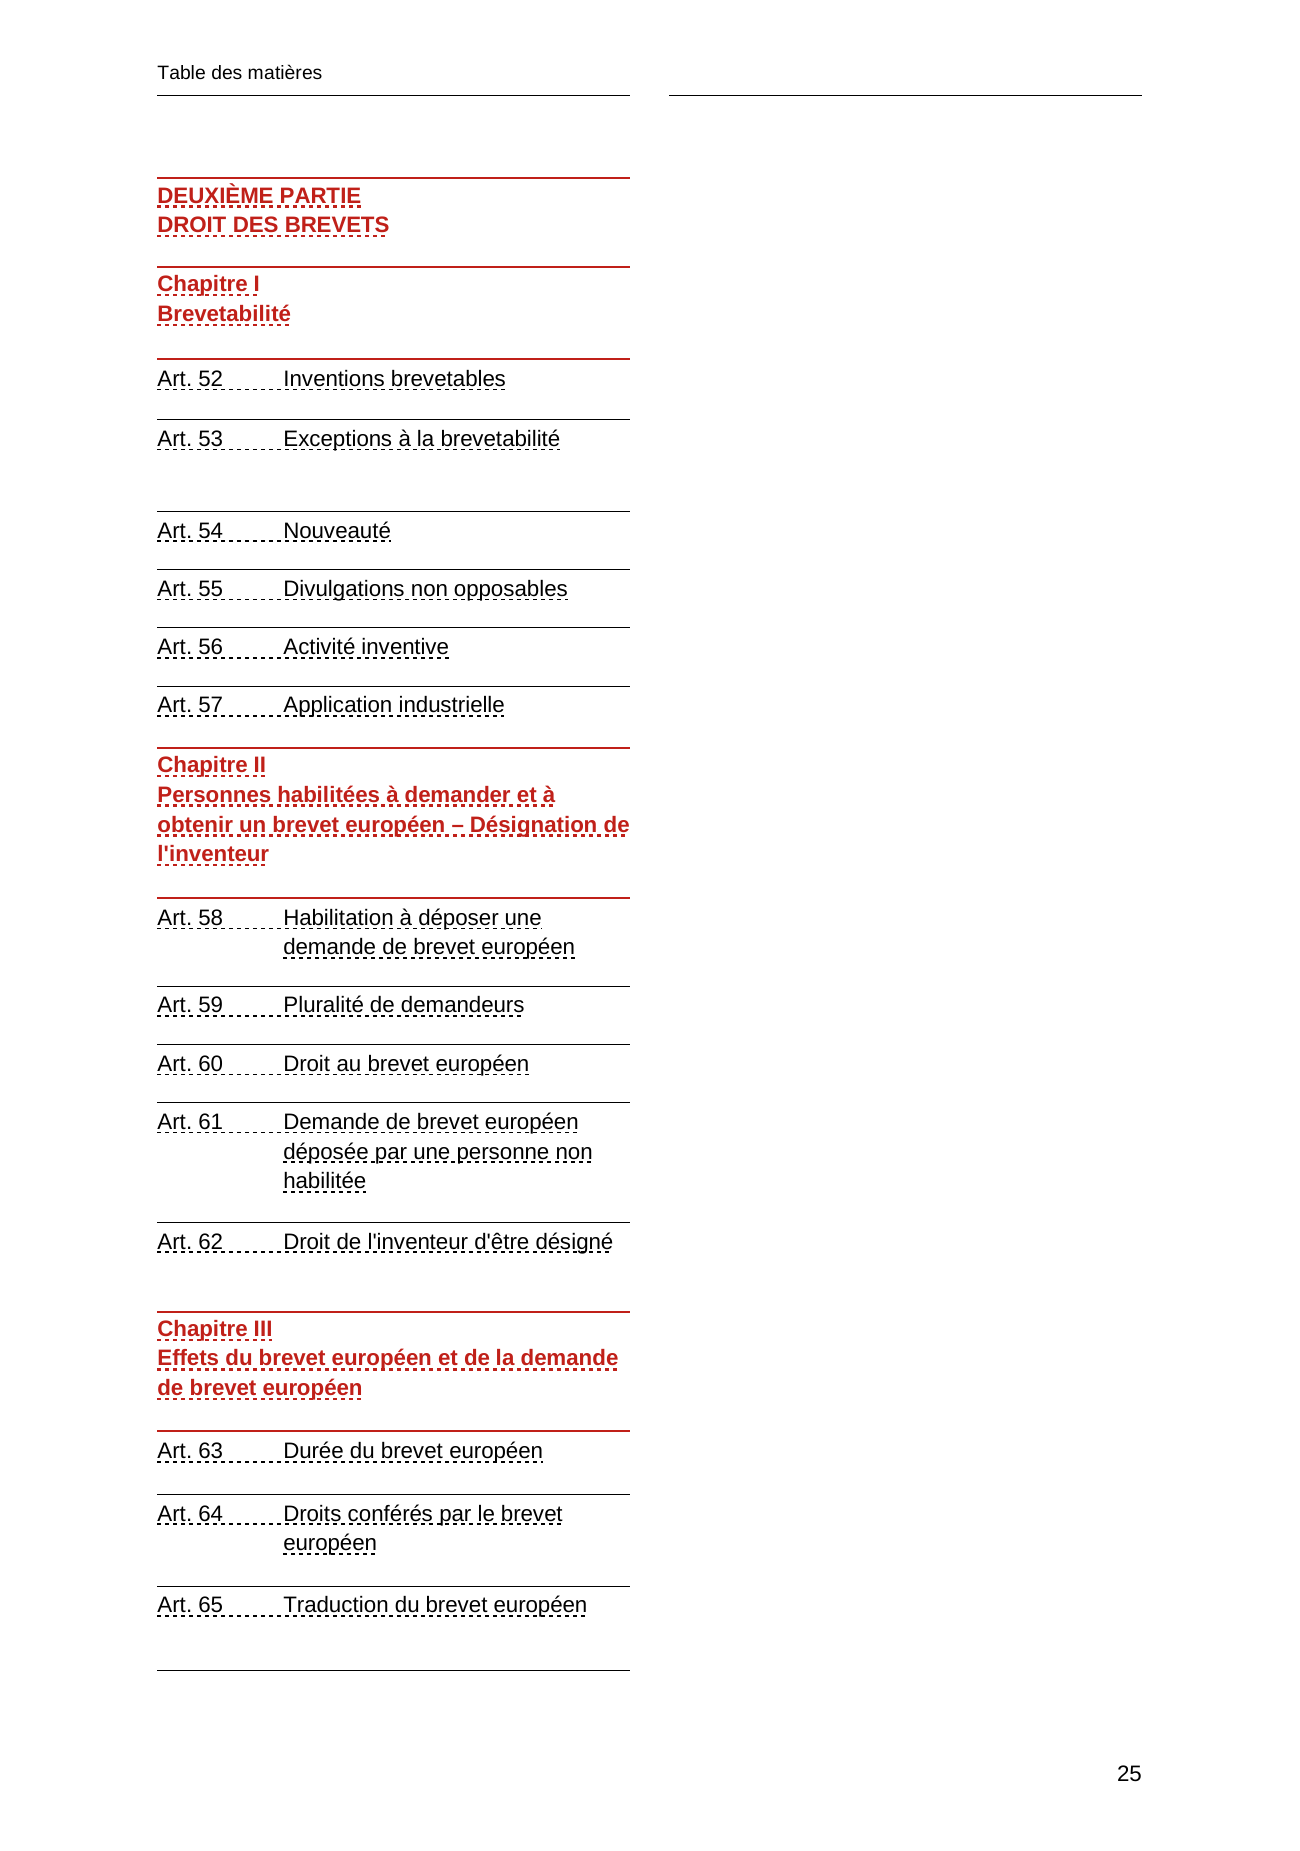 Table des matières
DEUXIÈME PARTIE
DROIT DES BREVETS
Chapitre I
Brevetabilité
Art. 52 Inventions brevetables
Art. 53 Exceptions à la brevetabilité
Art. 54 Nouveauté
Art. 55 Divulgations non opposables
Art. 56 Activité inventive
Art. 57 Application industrielle
Chapitre II
Personnes habilitées à demander et à
obtenir un brevet européen – Désignation de
l'inventeur
Art. 58 Habilitation à déposer une
demande de brevet européen
Art. 59 Pluralité de demandeurs
Art. 60 Droit au brevet européen
Art. 61 Demande de brevet européen
déposée par une personne non
habilitée
Art. 62 Droit de l'inventeur d'être désigné
Chapitre III
Effets du brevet européen et de la demande
de brevet européen
Art. 63 Durée du brevet européen
Art. 64 Droits conférés par le brevet
européen
Art. 65 Traduction du brevet européen
25